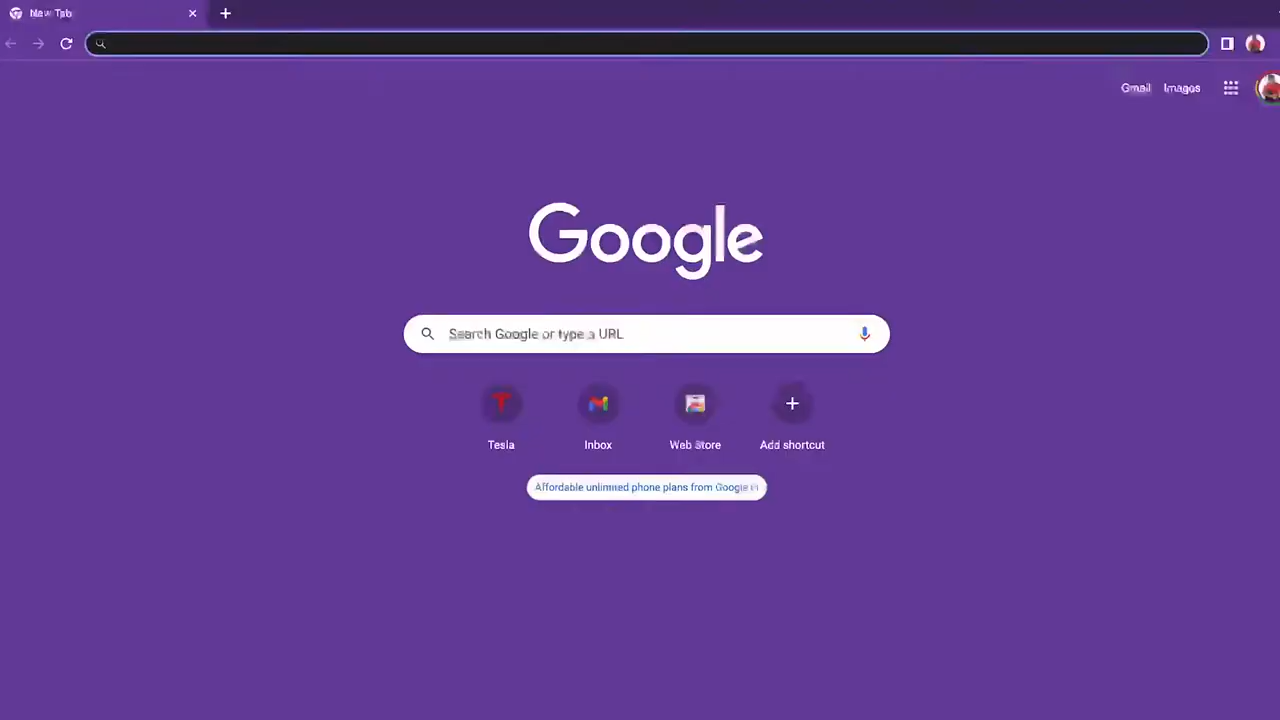 New Tab
Gmail Images
Google
Search Google or type a URL
Tesla Inbox Web Store Add shortcut
Affordable unlimited phone plans from Google